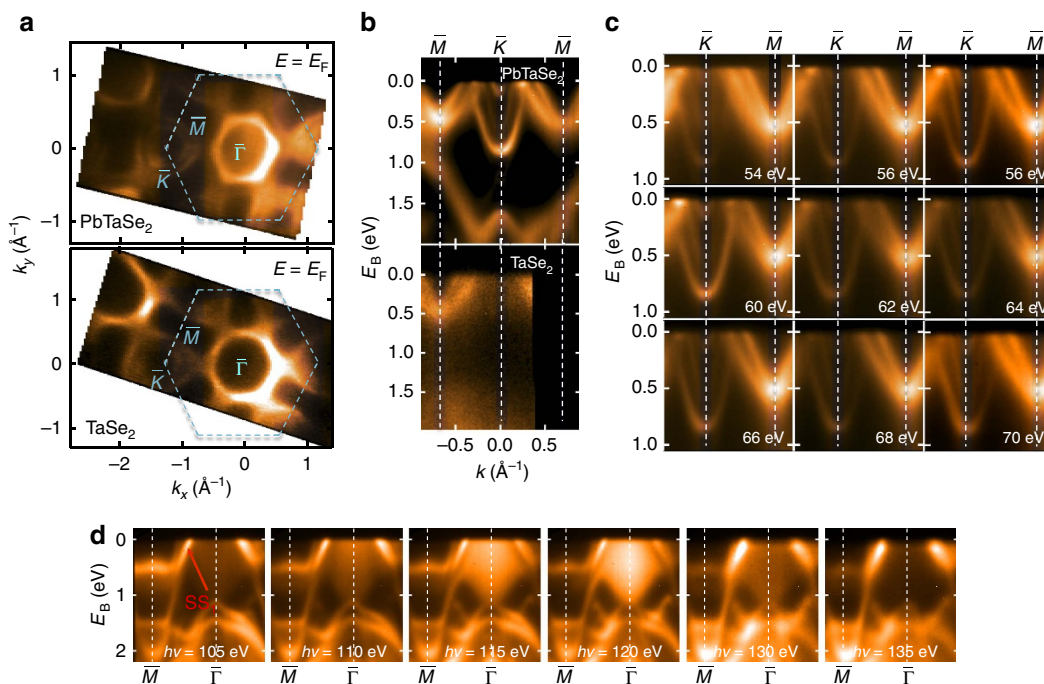 a
E = E_F
M̅
Γ̅
K̅
PbTaSe₂
E = E_F
M̅
Γ̅
K̅
TaSe₂
1
0
−1
1
0
−1
k_y (Å⁻¹)
−2 −1 0 1
k_x (Å⁻¹)
b
M̅ K̅ M̅
PbTaSe₂
0.0
0.5
1.0
1.5
TaSe₂
0.0
0.5
1.0
1.5
E_B (eV)
−0.5 0.0 0.5
k (Å⁻¹)
c
K̅ M̅ K̅ M̅ K̅ M̅
0.0
0.5
1.0
54 eV 56 eV 56 eV
0.0
0.5
1.0
60 eV 62 eV 64 eV
0.0
0.5
1.0
66 eV 68 eV 70 eV
E_B (eV)
d
0
1
2
E_B (eV)
SS
hν = 105 eV hν = 110 eV hν = 115 eV hν = 120 eV hν = 130 eV hν = 135 eV
M̅ Γ̅ M̅ Γ̅ M̅ Γ̅ M̅ Γ̅ M̅ Γ̅ M̅ Γ̅